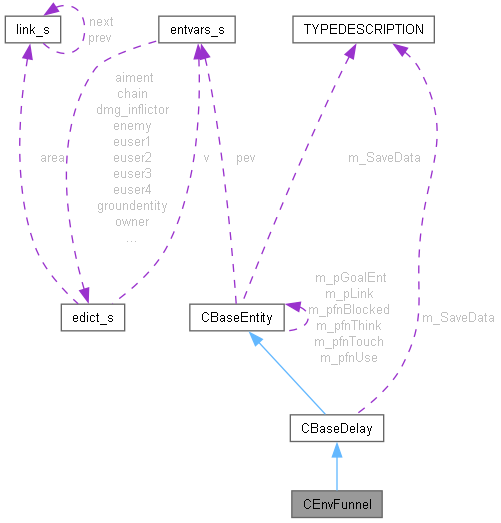 link_s
next
prev
entvars_s
TYPEDESCRIPTION
aiment
chain
dmg_inflictor
enemy
euser1
euser2
euser3
euser4
groundentity
owner
...
area
v
pev
m_SaveData
edict_s
CBaseEntity
m_pGoalEnt
m_pLink
m_pfnBlocked
m_pfnThink
m_pfnTouch
m_pfnUse
m_SaveData
CBaseDelay
CEnvFunnel